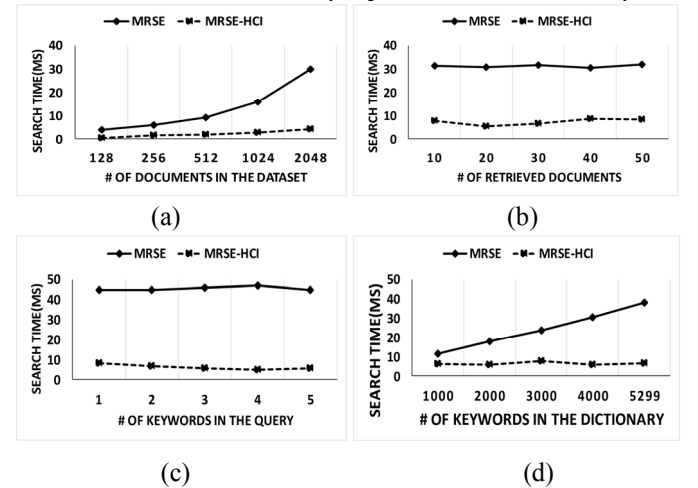 MRSE MRSE-HCI
SEARCH TIME(MS)
40
30
20
10
0
128 256 512 1024 2048
# OF DOCUMENTS IN THE DATASET
(a)
MRSE MRSE-HCI
SEARCH TIME(MS)
40
30
20
10
0
10 20 30 40 50
# OF RETRIEVED DOCUMENTS
(b)
MRSE MRSE-HCI
SEARCH TIME(MS)
50
40
30
20
10
0
1 2 3 4 5
# OF KEYWORDS IN THE QUERY
(c)
MRSE MRSE-HCI
SEARCH TIME(MS)
50
40
30
20
10
0
1000 2000 3000 4000 5299
# OF KEYWORDS IN THE DICTIONARY
(d)